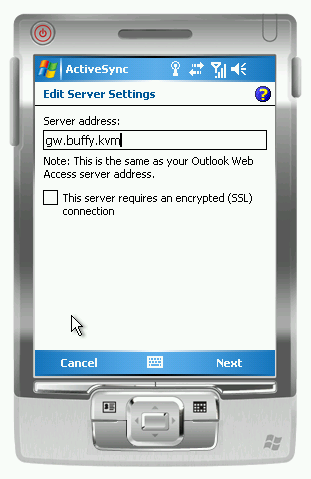 ActiveSync
Edit Server Settings
Server address:
gw.buffy.kvm
Note: This is the same as your Outlook Web
Access server address.
This server requires an encrypted (SSL)
connection
Cancel
Next